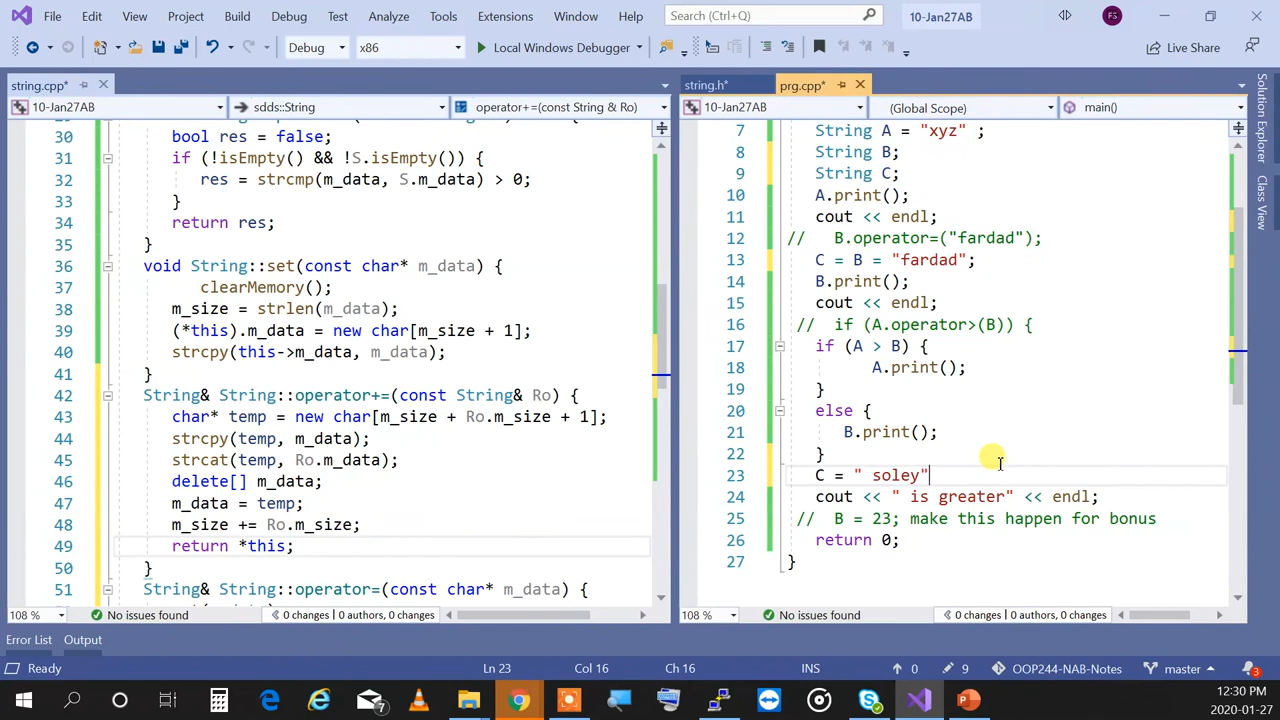 File Edit View Project Build Debug Test Analyze Tools Extensions Window Help Search (Ctrl+Q) 10-Jan27AB FS
Debug x86 Local Windows Debugger Live Share
string.cpp*
10-Jan27AB sdds::String operator+=(const String & Ro)
30 bool res = false;
31 if (!isEmpty() && !S.isEmpty()) {
32 res = strcmp(m_data, S.m_data) > 0;
33 }
34 return res;
35 }
36 void String::set(const char* m_data) {
37 clearMemory();
38 m_size = strlen(m_data);
39 (*this).m_data = new char[m_size + 1];
40 strcpy(this->m_data, m_data);
41 }
42 String& String::operator+=(const String& Ro) {
43 char* temp = new char[m_size + Ro.m_size + 1];
44 strcpy(temp, m_data);
45 strcat(temp, Ro.m_data);
46 delete[] m_data;
47 m_data = temp;
48 m_size += Ro.m_size;
49 return *this;
50 }
51 String& String::operator=(const char* m_data) {
108 % No issues found 0 changes | 0 authors, 0 changes
string.h* prg.cpp*
10-Jan27AB (Global Scope) main()
7 String A = "xyz" ;
8 String B;
9 String C;
10 A.print();
11 cout << endl;
12 // B.operator=("fardad");
13 C = B = "fardad";
14 B.print();
15 cout << endl;
16 // if (A.operator>(B)) {
17 if (A > B) {
18 A.print();
19 }
20 else {
21 B.print();
22 }
23 C = " soley"
24 cout << " is greater" << endl;
25 // B = 23; make this happen for bonus
26 return 0;
27 }
108 % No issues found 0 changes | 0 authors, 0 changes
Solution Explorer
Class View
Error List Output
Ready Ln 23 Col 16 Ch 16 INS 0 9 OOP244-NAB-Notes master 3
7
12:30 PM
2020-01-27